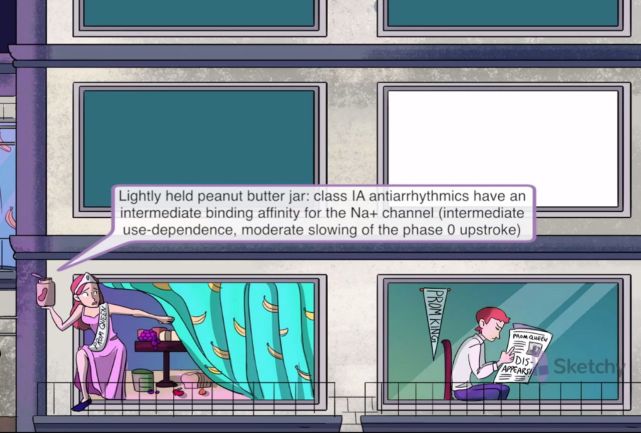 Lightly held peanut butter jar: class IA antiarrhythmics have an
intermediate binding affinity for the Na+ channel (intermediate
use-dependence, moderate slowing of the phase 0 upstroke)
PROM QUEEN
PROM KING
PROM QUEEN
DIS-
APPEARS!
Sketchy